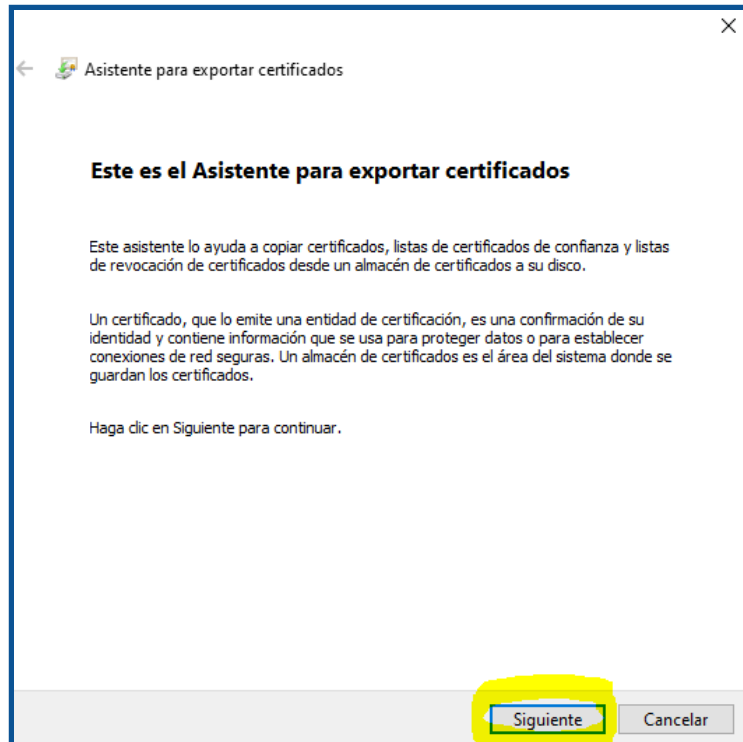 Asistente para exportar certificados
Este es el Asistente para exportar certificados
Este asistente lo ayuda a copiar certificados, listas de certificados de confianza y listas
de revocación de certificados desde un almacén de certificados a su disco.
Un certificado, que lo emite una entidad de certificación, es una confirmación de su
identidad y contiene información que se usa para proteger datos o para establecer
conexiones de red seguras. Un almacén de certificados es el área del sistema donde se
guardan los certificados.
Haga clic en Siguiente para continuar.
Siguiente Cancelar